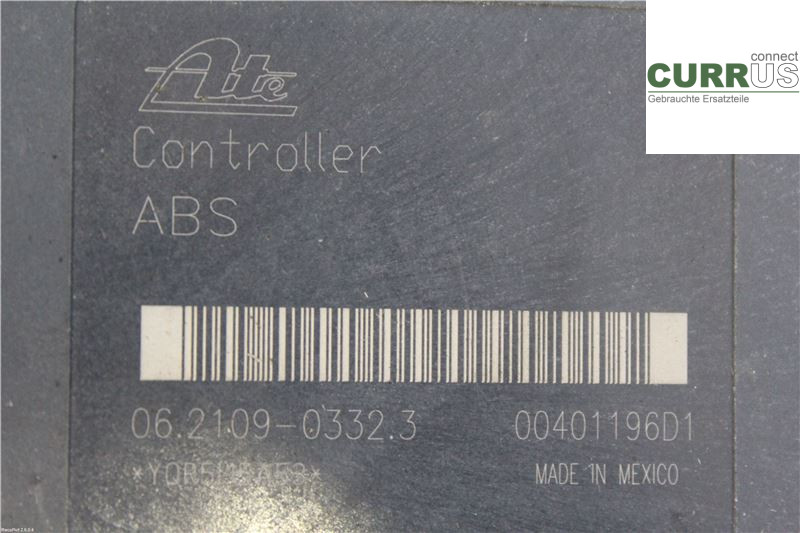 Ate
Controller
ABS
06.2109-0332.3
00401196D1
MADE IN MEXICO
connect
CURRUS
Gebrauchte Ersatzteile